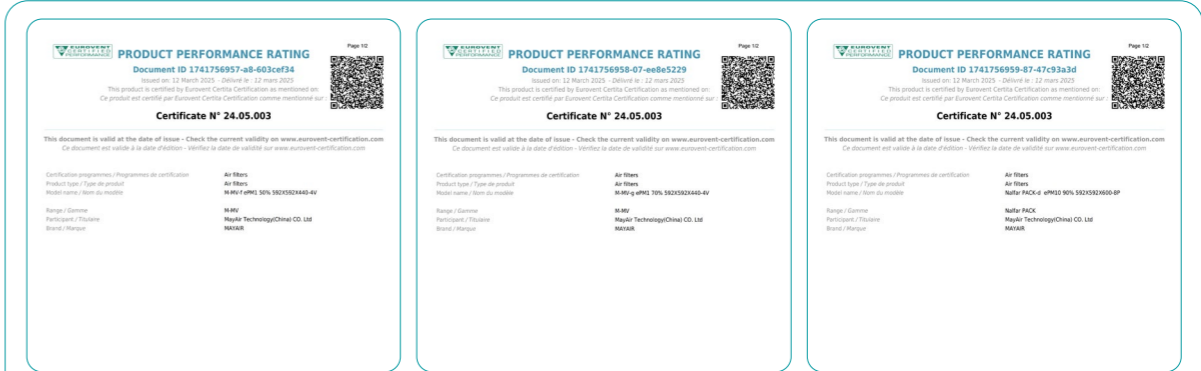 EUROVENT
CERTIFIED
PERFORMANCE
Page 1/2
PRODUCT PERFORMANCE RATING
Document ID 1741756957-a8-603cef34
Issued on: 12 March 2025 - Délivré le : 12 mars 2025
This product is certified by Eurovent Certita Certification as mentioned on:
Ce produit est certifié par Eurovent Certita Certification comme mentionné sur :
Certificate N° 24.05.003
This document is valid at the date of issue - Check the current validity on www.eurovent-certification.com
Ce document est valide à la date d'édition - Vérifiez la date de validité sur www.eurovent-certification.com
Certification programmes / Programmes de certification Air filters
Product type / Type de produit Air filters
Model name / Nom du modèle M-MV-f ePM1 50% 592X592X440-4V
Range / Gamme M-MV
Participant / Titulaire MayAir Technology(China) CO. Ltd
Brand / Marque MAYAIR
EUROVENT
CERTIFIED
PERFORMANCE
Page 1/2
PRODUCT PERFORMANCE RATING
Document ID 1741756958-07-ee8e5229
Issued on: 12 March 2025 - Délivré le : 12 mars 2025
This product is certified by Eurovent Certita Certification as mentioned on:
Ce produit est certifié par Eurovent Certita Certification comme mentionné sur :
Certificate N° 24.05.003
This document is valid at the date of issue - Check the current validity on www.eurovent-certification.com
Ce document est valide à la date d'édition - Vérifiez la date de validité sur www.eurovent-certification.com
Certification programmes / Programmes de certification Air filters
Product type / Type de produit Air filters
Model name / Nom du modèle M-MV-g ePM1 70% 592X592X440-4V
Range / Gamme M-MV
Participant / Titulaire MayAir Technology(China) CO. Ltd
Brand / Marque MAYAIR
EUROVENT
CERTIFIED
PERFORMANCE
Page 1/2
PRODUCT PERFORMANCE RATING
Document ID 1741756959-87-47c93a3d
Issued on: 12 March 2025 - Délivré le : 12 mars 2025
This product is certified by Eurovent Certita Certification as mentioned on:
Ce produit est certifié par Eurovent Certita Certification comme mentionné sur :
Certificate N° 24.05.003
This document is valid at the date of issue - Check the current validity on www.eurovent-certification.com
Ce document est valide à la date d'édition - Vérifiez la date de validité sur www.eurovent-certification.com
Certification programmes / Programmes de certification Air filters
Product type / Type de produit Air filters
Model name / Nom du modèle Nalfar PACK-d ePM10 90% 592X592X600-8P
Range / Gamme Nalfar PACK
Participant / Titulaire MayAir Technology(China) CO. Ltd
Brand / Marque MAYAIR